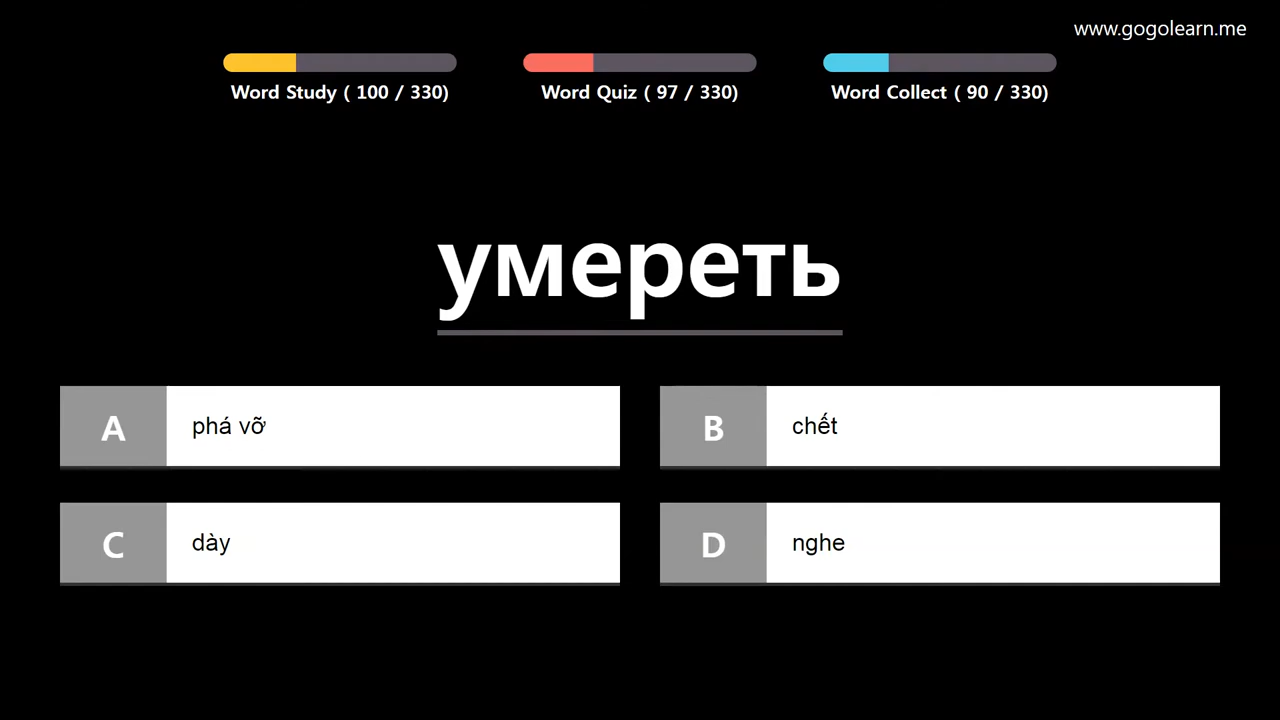 www.gogolearn.me
Word Study ( 100 / 330)
Word Quiz ( 97 / 330)
Word Collect ( 90 / 330)
умереть
A phá vỡ
B chết
C dày
D nghe